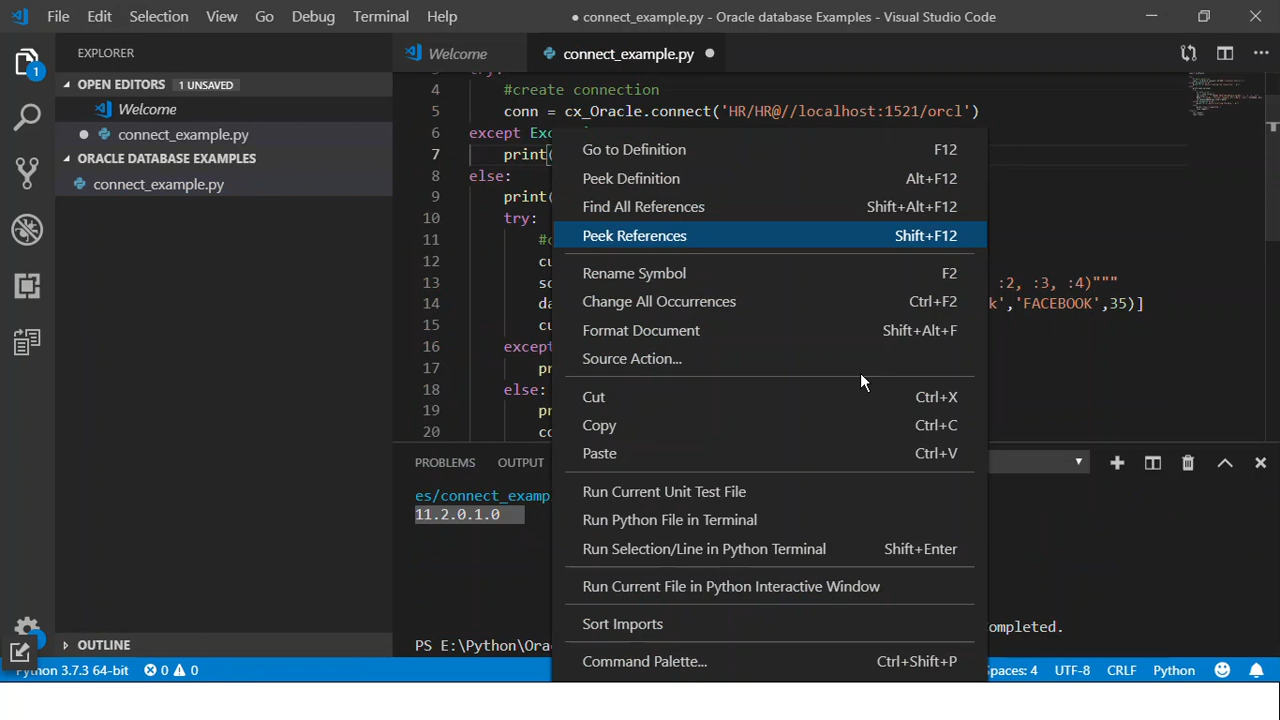 File Edit Selection View Go Debug Terminal Help ● connect_example.py - Oracle database Examples - Visual Studio Code
EXPLORER
OPEN EDITORS 1 UNSAVED
Welcome
connect_example.py
ORACLE DATABASE EXAMPLES
connect_example.py
OUTLINE
1
Welcome connect_example.py
4 #create connection
5 conn = cx_Oracle.connect('HR/HR@//localhost:1521/orcl')
6 except Exc
7 print(
8 else:
9 print(
10 try:
11 #c
12 cu
13 sq :2, :3, :4)"""
14 da k','FACEBOOK',35)]
15 cu
16 except
17 pr
18 else:
19 pr
20 co
Go to Definition F12
Peek Definition Alt+F12
Find All References Shift+Alt+F12
Peek References Shift+F12
Rename Symbol F2
Change All Occurrences Ctrl+F2
Format Document Shift+Alt+F
Source Action...
Cut Ctrl+X
Copy Ctrl+C
Paste Ctrl+V
Run Current Unit Test File
Run Python File in Terminal
Run Selection/Line in Python Terminal Shift+Enter
Run Current File in Python Interactive Window
Sort Imports
Command Palette... Ctrl+Shift+P
PROBLEMS OUTPUT
es/connect_examp
11.2.0.1.0
ompleted.
PS E:\Python\Orac
Python 3.7.3 64-bit 0 0 Spaces: 4 UTF-8 CRLF Python